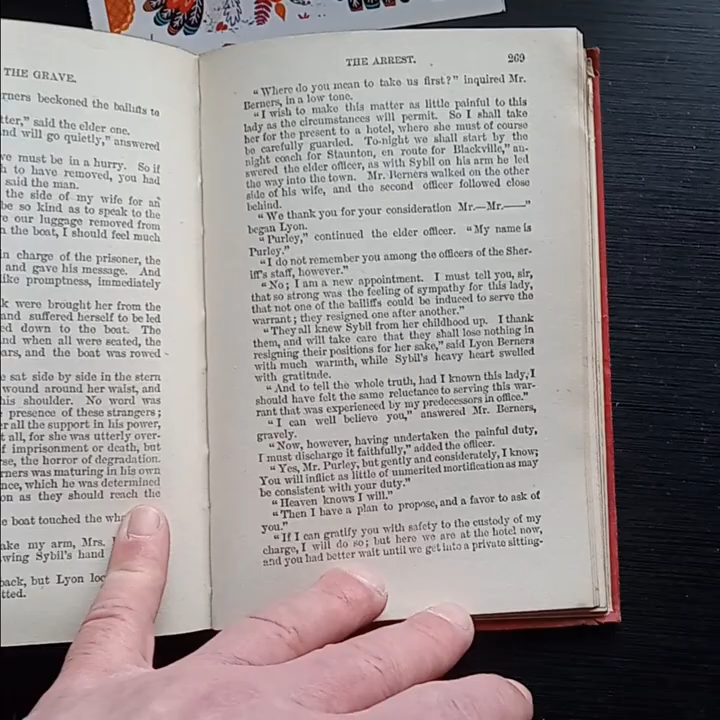 THE GRAVE.
rners beckoned the bailiffs to
tter," said the elder one.
nd will go quietly," answered
ve must be in a hurry. So if
h to have removed, you had
said the man.
the side of my wife for an
be so kind as to speak to the
e our luggage removed from
n the boat, I should feel much
n charge of the prisoner, the
and gave his message. And
like promptness, immediately
k were brought her from the
and suffered herself to be led
ed down to the boat. The
nd when all were seated, the
ars, and the boat was rowed
e sat side by side in the stern
wound around her waist, and
his shoulder. No word was
presence of these strangers;
er all the support in his power,
t all, for she was utterly over-
f imprisonment or death, but
se, the horror of degradation.
rners was maturing in his own
nce, which he was determined
on as they should reach the
e boat touched the wha
ake my arm, Mrs.
wing Sybil's hand
back, but Lyon loo
tted.
THE ARREST. 269
"Where do you mean to take us first?" inquired Mr.
Berners, in a low tone.
"I wish to make this matter as little painful to this
lady as the circumstances will permit. So I shall take
her for the present to a hotel, where she must of course
be carefully guarded. To-night we shall start by the
night coach for Staunton, en route for Blackville," an-
swered the elder officer, as with Sybil on his arm he led
the way into the town. Mr. Berners walked on the other
side of his wife, and the second officer followed close
behind.
"We thank you for your consideration Mr.—Mr.——"
began Lyon.
"Purley," continued the elder officer. "My name is
Purley."
"I do not remember you among the officers of the Sher-
iff's staff, however."
"No; I am a new appointment. I must tell you, sir,
that so strong was the feeling of sympathy for this lady,
that not one of the bailiffs could be induced to serve the
warrant; they resigned one after another."
"They all knew Sybil from her childhood up. I thank
them, and will take care that they shall lose nothing in
resigning their positions for her sake," said Lyon Berners
with much warmth, while Sybil's heavy heart swelled
with gratitude.
"And to tell the whole truth, had I known this lady, I
should have felt the same reluctance to serving this war-
rant that was experienced by my predecessors in office."
"I can well believe you," answered Mr. Berners,
gravely.
"Now, however, having undertaken the painful duty,
I must discharge it faithfully," added the officer.
"Yes, Mr. Purley, but gently and considerately, I know;
You will inflict as little of unmerited mortification as may
be consistent with your duty."
"Heaven knows I will."
"Then I have a plan to propose, and a favor to ask of
you."
"If I can gratify you with safety to the custody of my
charge, I will do so; but here we are at the hotel now,
and you had better wait until we get into a private sitting-